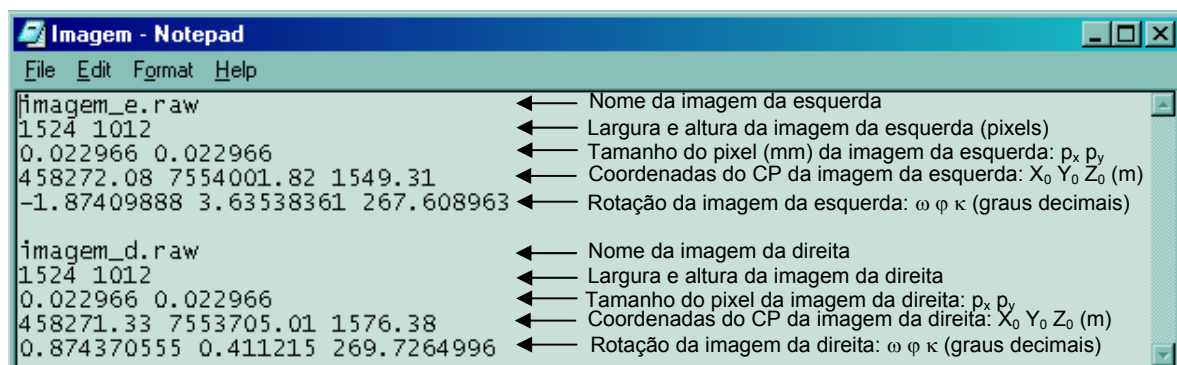 Imagem - Notepad
File Edit Format Help
imagem_e.raw Nome da imagem da esquerda
1524 1012 Largura e altura da imagem da esquerda (pixels)
0.022966 0.022966 Tamanho do pixel (mm) da imagem da esquerda: pₓ pᵧ
458272.08 7554001.82 1549.31 Coordenadas do CP da imagem da esquerda: X₀ Y₀ Z₀ (m)
-1.87409888 3.63538361 267.608963 Rotação da imagem da esquerda: ω φ κ (graus decimais)
imagem_d.raw Nome da imagem da direita
1524 1012 Largura e altura da imagem da direita
0.022966 0.022966 Tamanho do pixel da imagem da direita: pₓ pᵧ
458271.33 7553705.01 1576.38 Coordenadas do CP da imagem da direita: X₀ Y₀ Z₀ (m)
0.874370555 0.411215 269.7264996 Rotação da imagem da direita: ω φ κ (graus decimais)